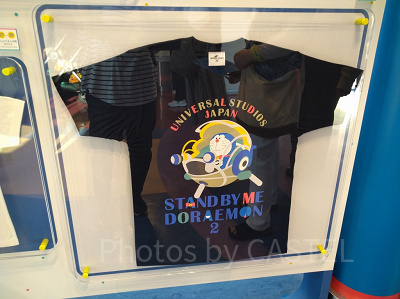 UNIVERSAL STUDIOS
JAPAN
STAND BY ME
DORAEMON
2
Photos by CASTEL